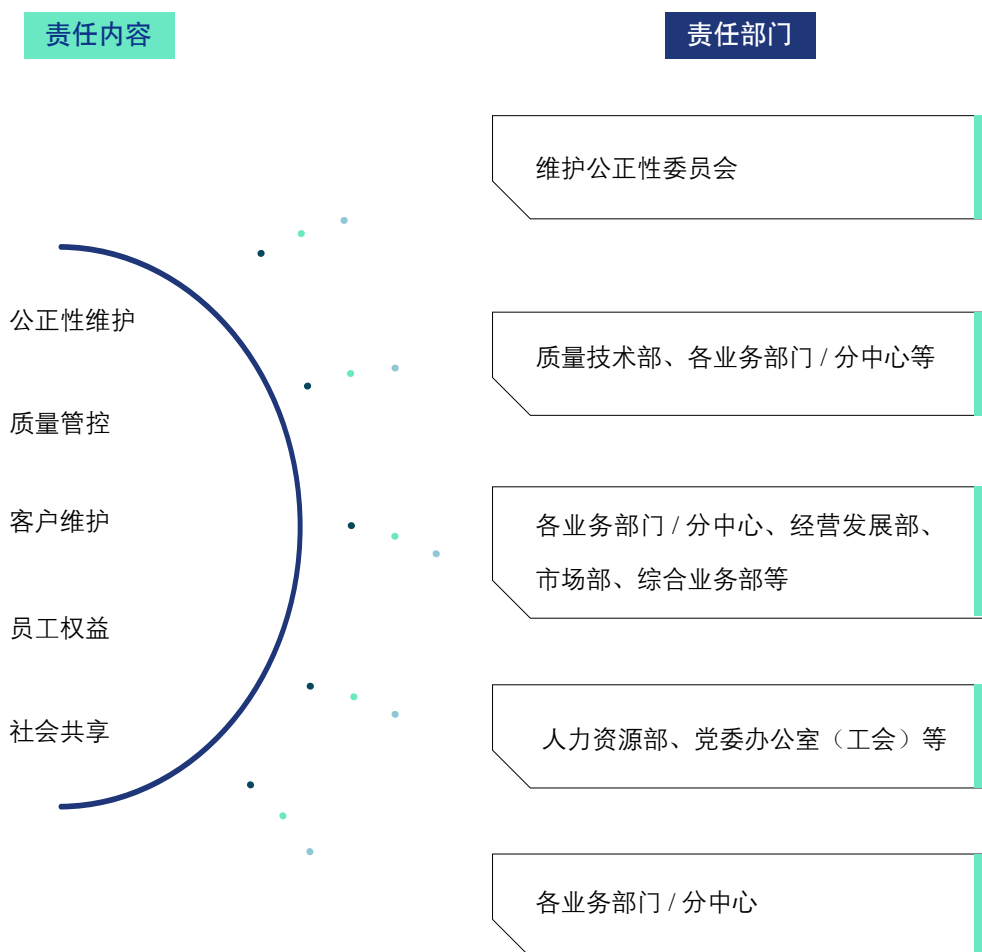 责任内容
责任部门
公正性维护
质量管控
客户维护
员工权益
社会共享
维护公正性委员会
质量技术部、各业务部门 / 分中心等
各业务部门 / 分中心、经营发展部、
市场部、综合业务部等
人力资源部、党委办公室（工会）等
各业务部门 / 分中心